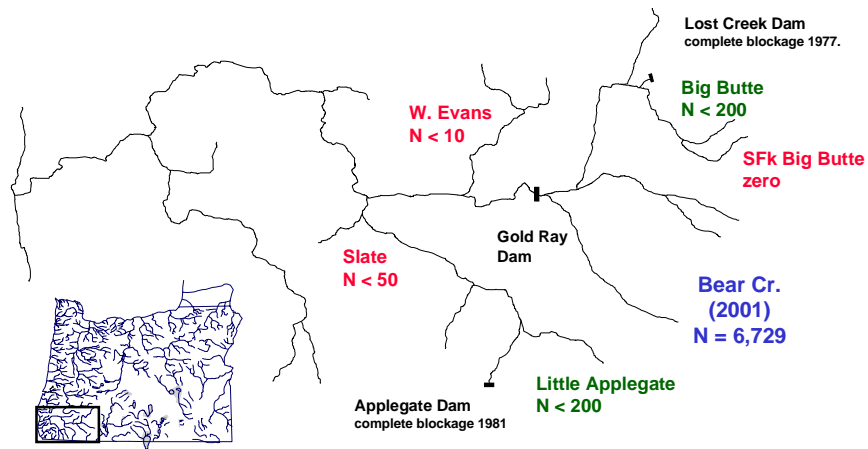 Lost Creek Dam
complete blockage 1977.
Big Butte
N < 200
W. Evans
N < 10
SFk Big Butte
zero
Gold Ray
Dam
Slate
N < 50
Bear Cr.
(2001)
N = 6,729
Little Applegate
N < 200
Applegate Dam
complete blockage 1981